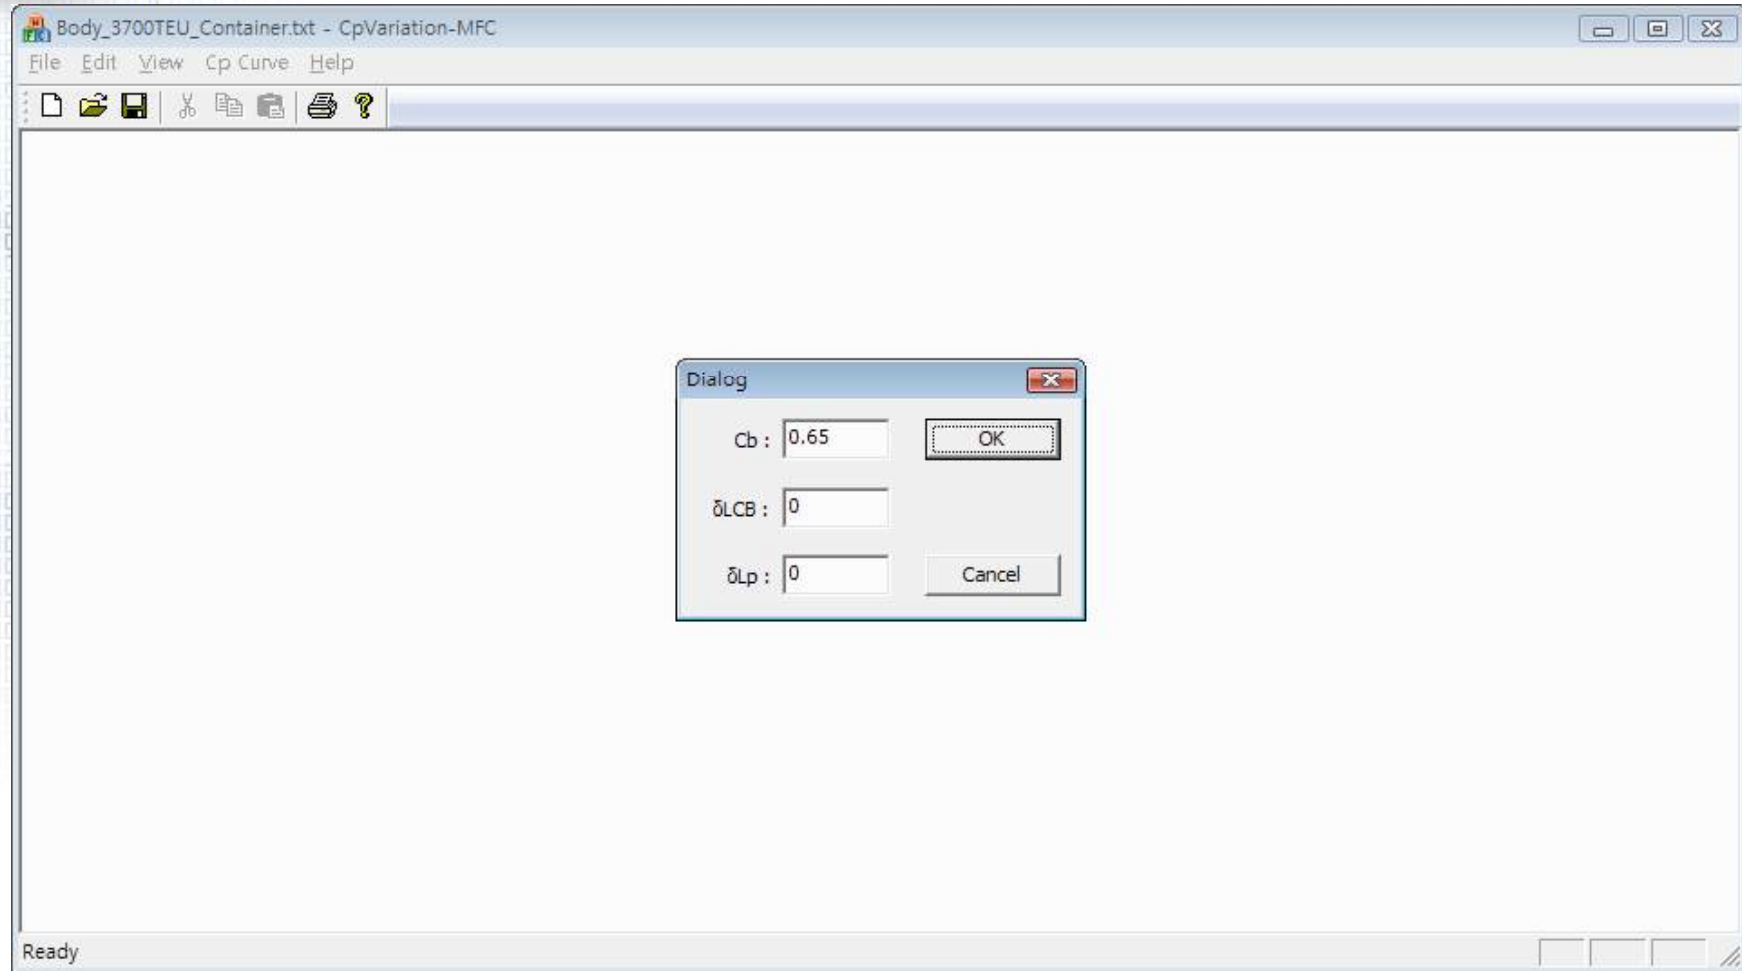 Body_3700TEU_Container.txt - CpVariation-MFC
File Edit View Cp Curve Help
Dialog
Cb : 0.65 OK
δLCB : 0
δLp : 0 Cancel
Ready